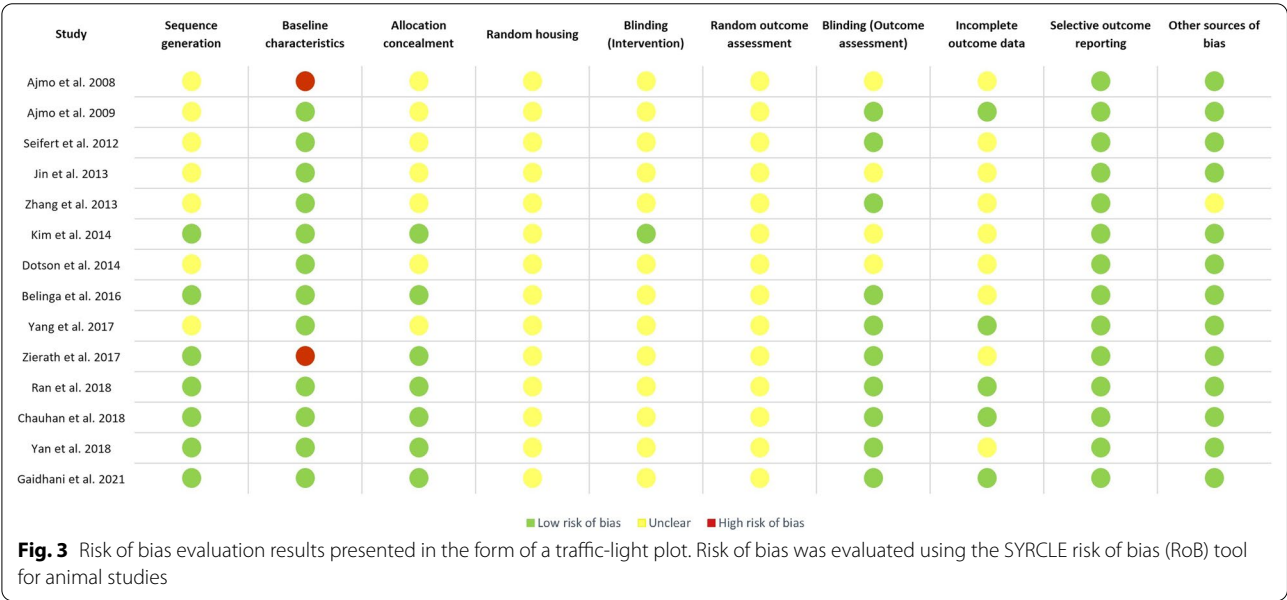 Study
Sequence generation
Baseline characteristics
Allocation concealment
Random housing
Blinding (Intervention)
Random outcome assessment
Blinding (Outcome assessment)
Incomplete outcome data
Selective outcome reporting
Other sources of bias
Ajmo et al. 2008
Ajmo et al. 2009
Seifert et al. 2012
Jin et al. 2013
Zhang et al. 2013
Kim et al. 2014
Dotson et al. 2014
Belinga et al. 2016
Yang et al. 2017
Zierath et al. 2017
Ran et al. 2018
Chauhan et al. 2018
Yan et al. 2018
Gaidhani et al. 2021
Low risk of bias Unclear High risk of bias
Fig. 3 Risk of bias evaluation results presented in the form of a traffic-light plot. Risk of bias was evaluated using the SYRCLE risk of bias (RoB) tool
for animal studies